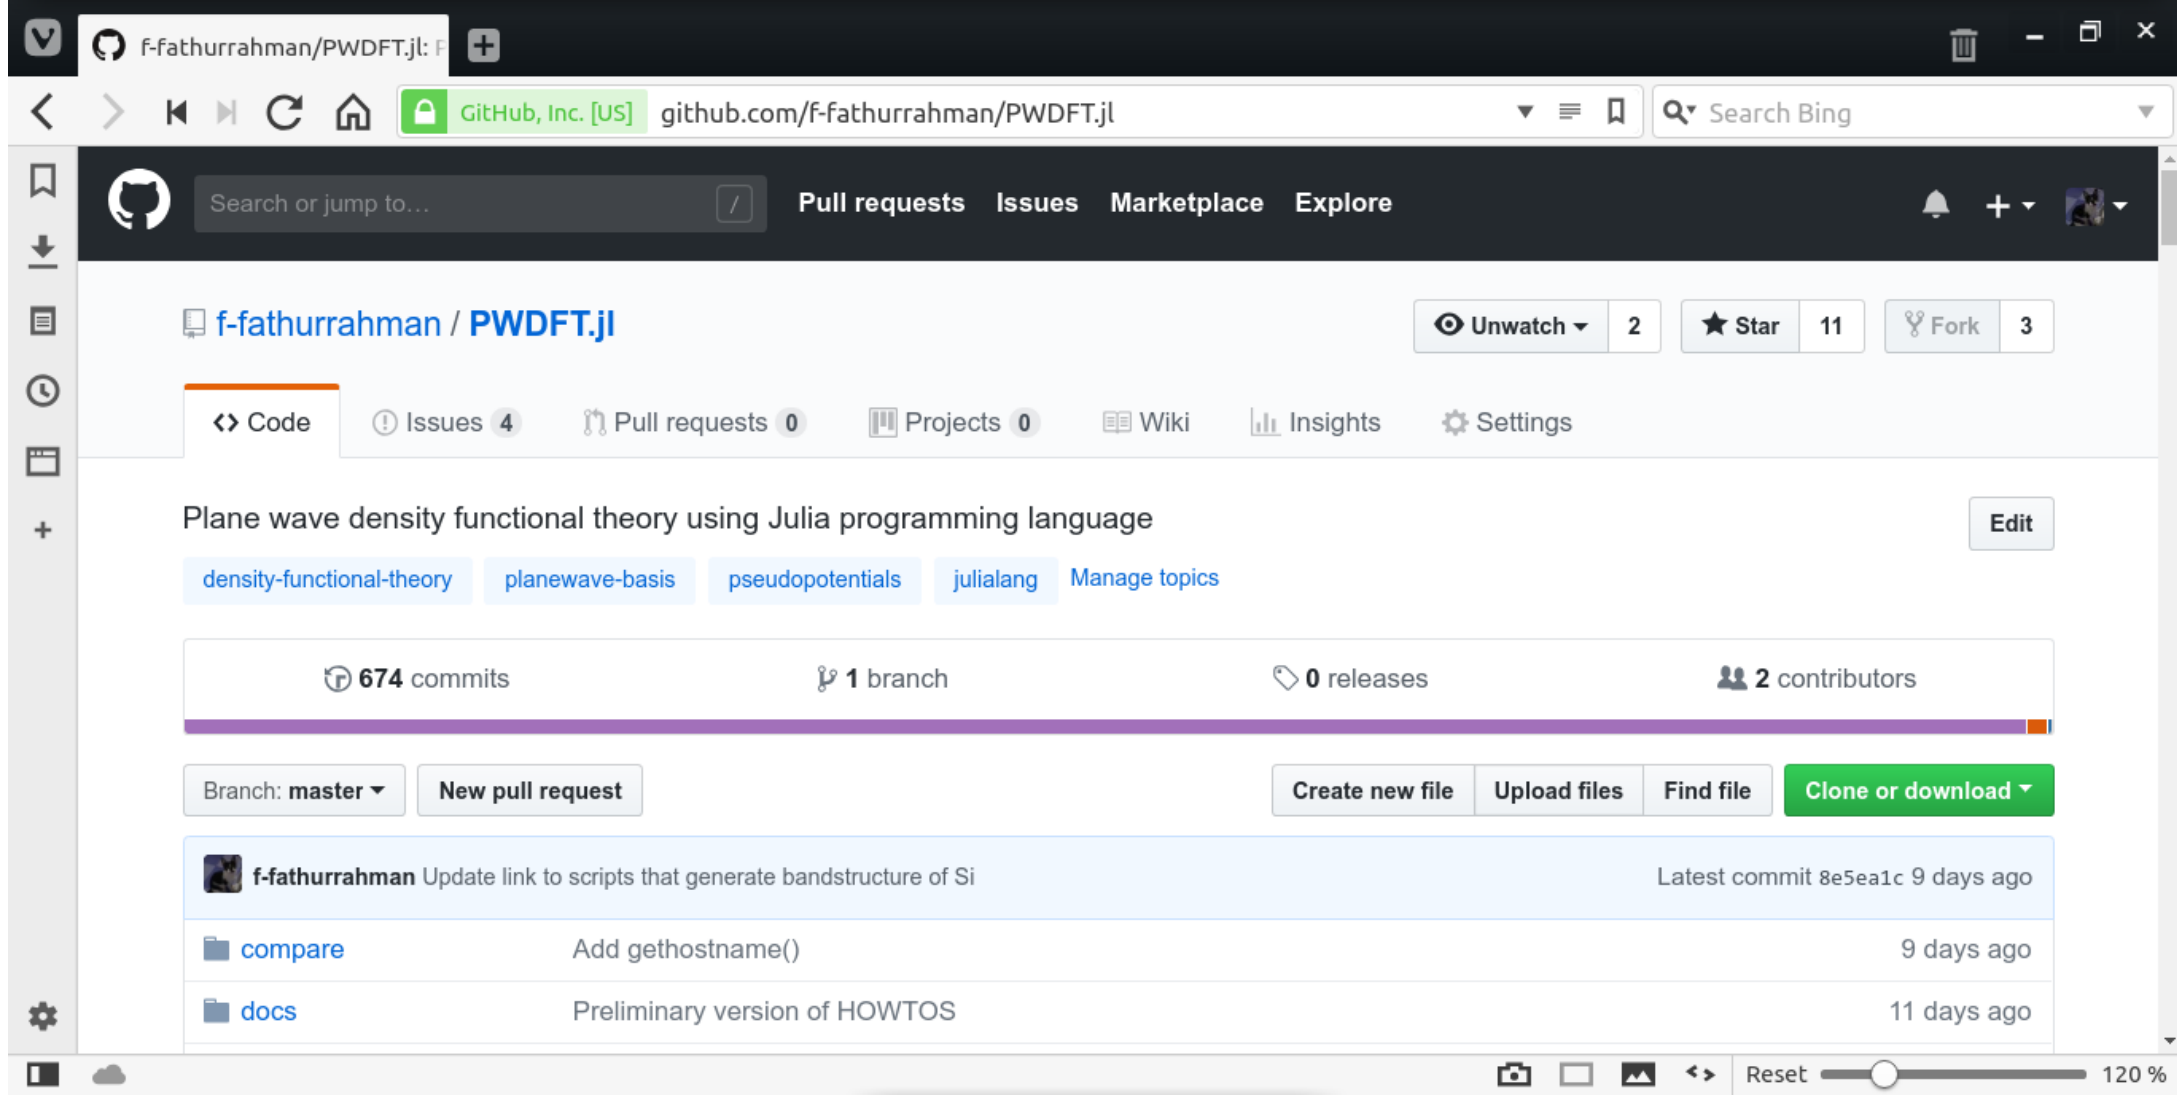 f-fathurrahman/PWDFT.jl:
GitHub, Inc. [US] github.com/f-fathurrahman/PWDFT.jl Search Bing
Search or jump to... / Pull requests Issues Marketplace Explore
f-fathurrahman / PWDFT.jl Unwatch 2 Star 11 Fork 3
Code Issues 4 Pull requests 0 Projects 0 Wiki Insights Settings
Plane wave density functional theory using Julia programming language Edit
density-functional-theory planewave-basis pseudopotentials julialang Manage topics
674 commits 1 branch 0 releases 2 contributors
Branch: master New pull request Create new file Upload files Find file Clone or download
f-fathurrahman Update link to scripts that generate bandstructure of Si Latest commit 8e5ea1c 9 days ago
compare Add gethostname() 9 days ago
docs Preliminary version of HOWTOS 11 days ago
Reset 120 %